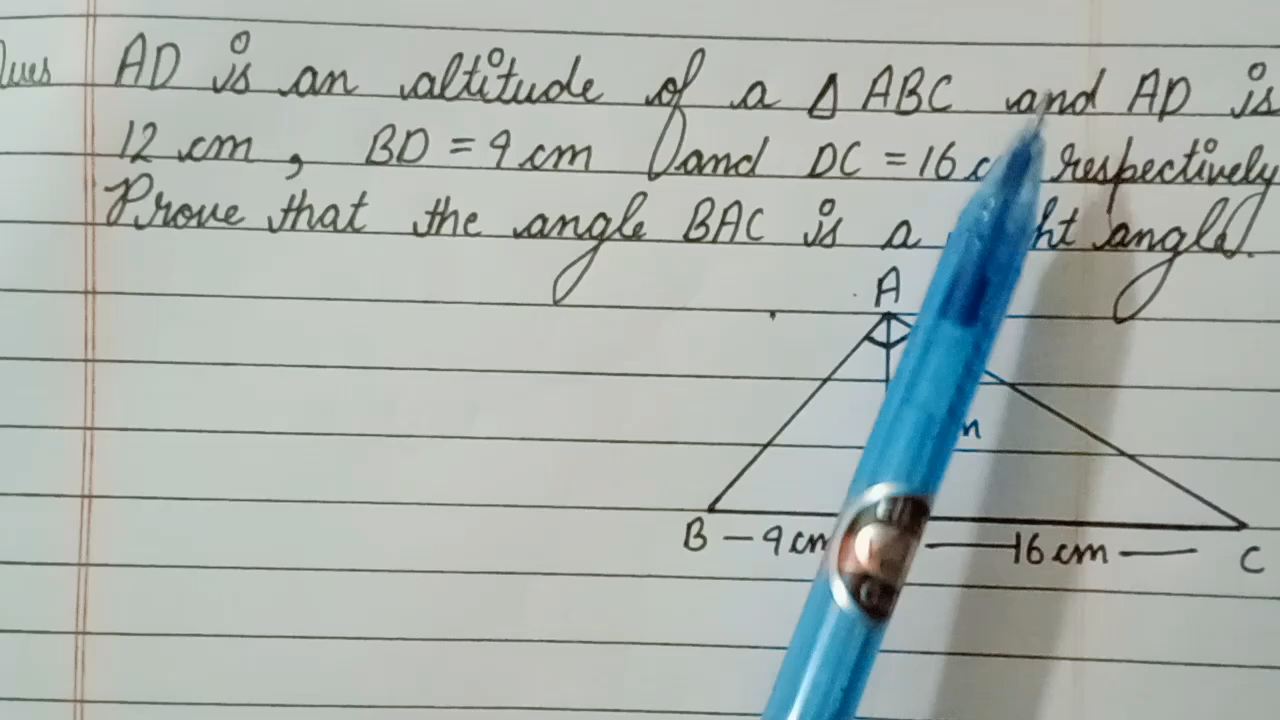 Ques AD is an altitude of a Δ ABC and AD is
12 cm, BD = 9 cm and DC = 16 respectively
Prove that the angle BAC is a angle.
A
B - 9 cm 16 cm C